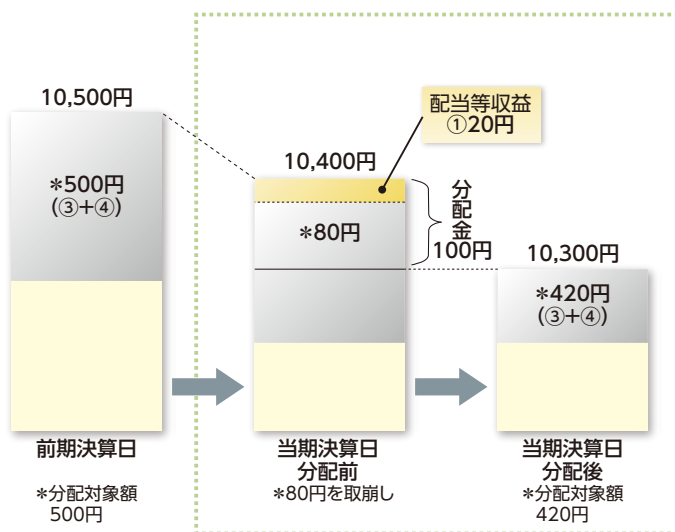 10,500円
*500円
(③+④)
前期決算日
*分配対象額
500円
配当等収益
①20円
10,400円
*80円
分配金
100円
当期決算日
分配前
*80円を取崩し
10,300円
*420円
(③+④)
当期決算日
分配後
*分配対象額
420円